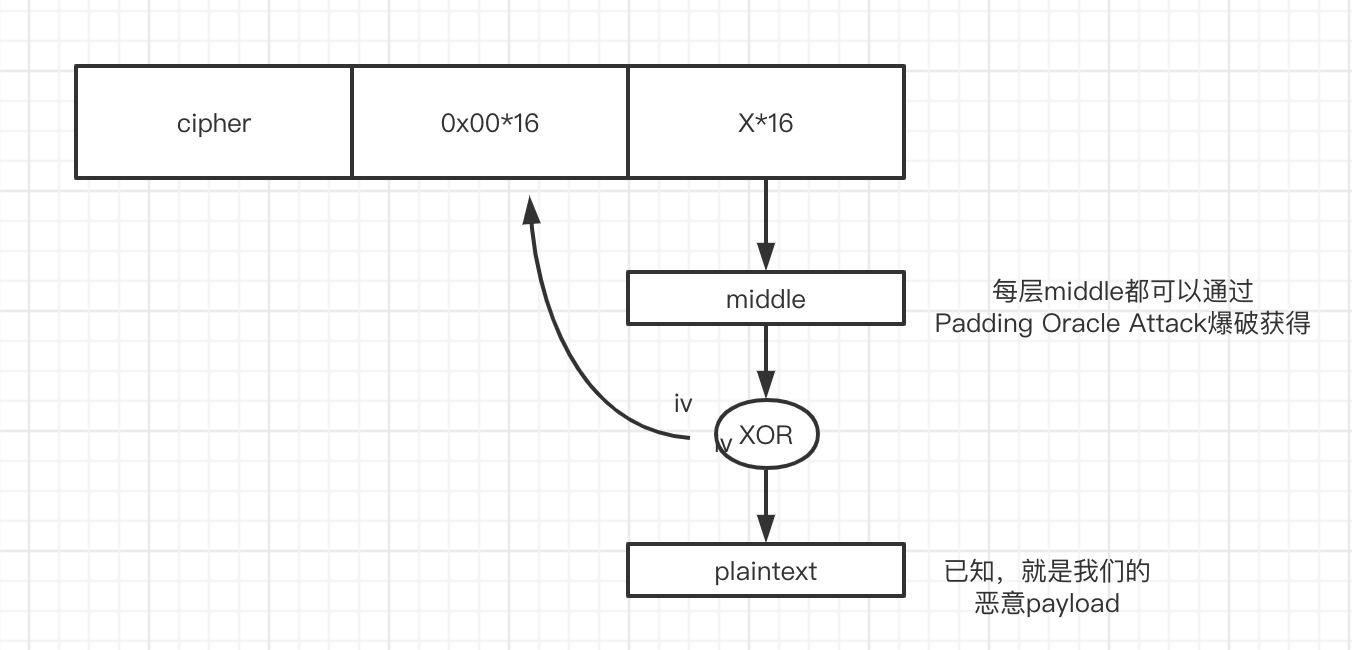 cipher
0x00*16
X*16
middle
每层middle都可以通过
Padding Oracle Attack爆破获得
iv
iv
XOR
plaintext
已知，就是我们的
恶意payload